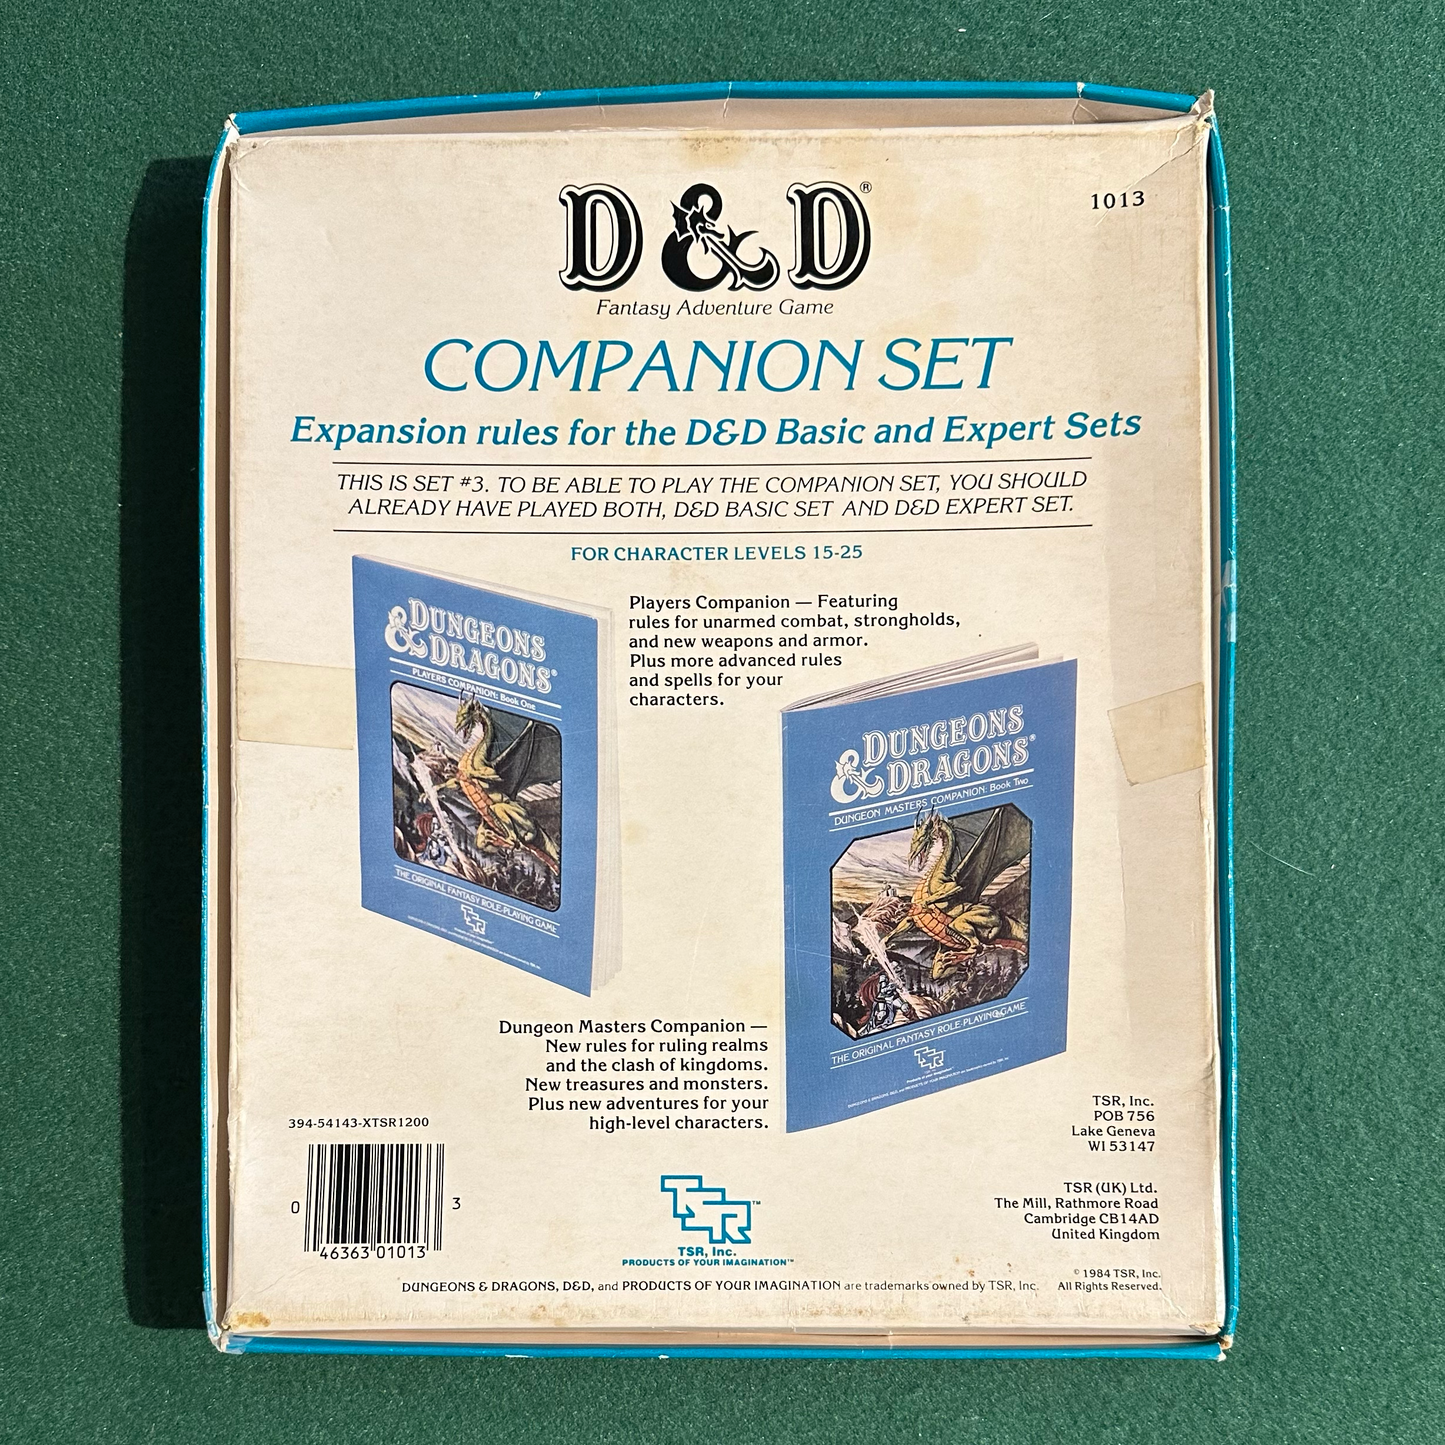 D&D®
1013
Fantasy Adventure Game
COMPANION SET
Expansion rules for the D&D Basic and Expert Sets
THIS IS SET #3. TO BE ABLE TO PLAY THE COMPANION SET, YOU SHOULD
ALREADY HAVE PLAYED BOTH, D&D BASIC SET AND D&D EXPERT SET.
FOR CHARACTER LEVELS 15-25
DUNGEONS
& DRAGONS®
PLAYERS COMPANION: Book One
THE ORIGINAL FANTASY ROLE-PLAYING GAME
TSR
Players Companion — Featuring
rules for unarmed combat, strongholds,
and new weapons and armor.
Plus more advanced rules
and spells for your
characters.
DUNGEONS
& DRAGONS®
DUNGEON MASTERS COMPANION: Book Two
THE ORIGINAL FANTASY ROLE-PLAYING GAME
TSR
Dungeon Masters Companion —
New rules for ruling realms
and the clash of kingdoms.
New treasures and monsters.
Plus new adventures for your
high-level characters.
394-54143-XTSR1200
0 46363 01013 3
TSR™
TSR, Inc.
PRODUCTS OF YOUR IMAGINATION™
TSR, Inc.
POB 756
Lake Geneva
WI 53147
TSR (UK) Ltd.
The Mill, Rathmore Road
Cambridge CB14AD
United Kingdom
© 1984 TSR, Inc.
All Rights Reserved.
DUNGEONS & DRAGONS, D&D, and PRODUCTS OF YOUR IMAGINATION are trademarks owned by TSR, Inc.